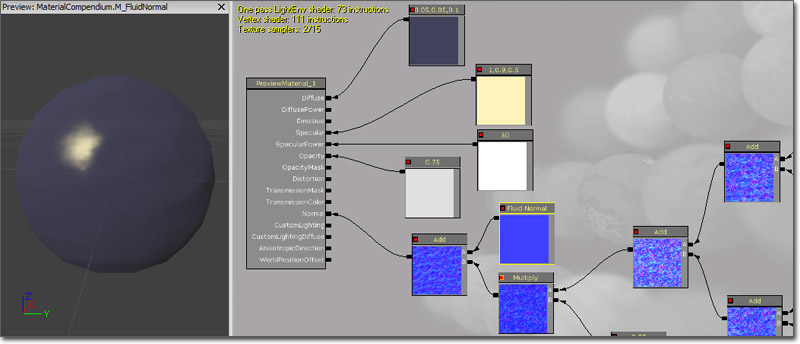 Preview: MaterialCompendium.M_FluidNormal
One pass LightEnv shader: 73 instructions
Vertex shader: 111 instructions
Texture samplers: 2/15
0.05,0.05,0.1
1,0.9,0.5
PreviewMaterial_1
Diffuse
DiffusePower
Emissive
Specular
SpecularPower
Opacity
OpacityMask
Distortion
TransmissionMask
TransmissionColor
Normal
CustomLighting
CustomLightingDiffuse
AnisotropicDirection
WorldPositionOffset
0.75
Add
A
B
Fluid Normal
Add
A
B
Multiply
A
B
Add
A
B
Add
Z
X
Y